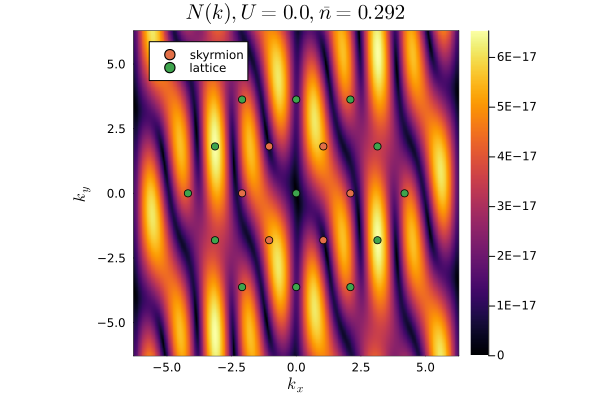 N(k), U = 0.0, n̄ = 0.292
skyrmion
lattice
5.0
2.5
0.0
−2.5
−5.0
k_y
−5.0 −2.5 0.0 2.5 5.0
k_x
6E−17
5E−17
4E−17
3E−17
2E−17
1E−17
0